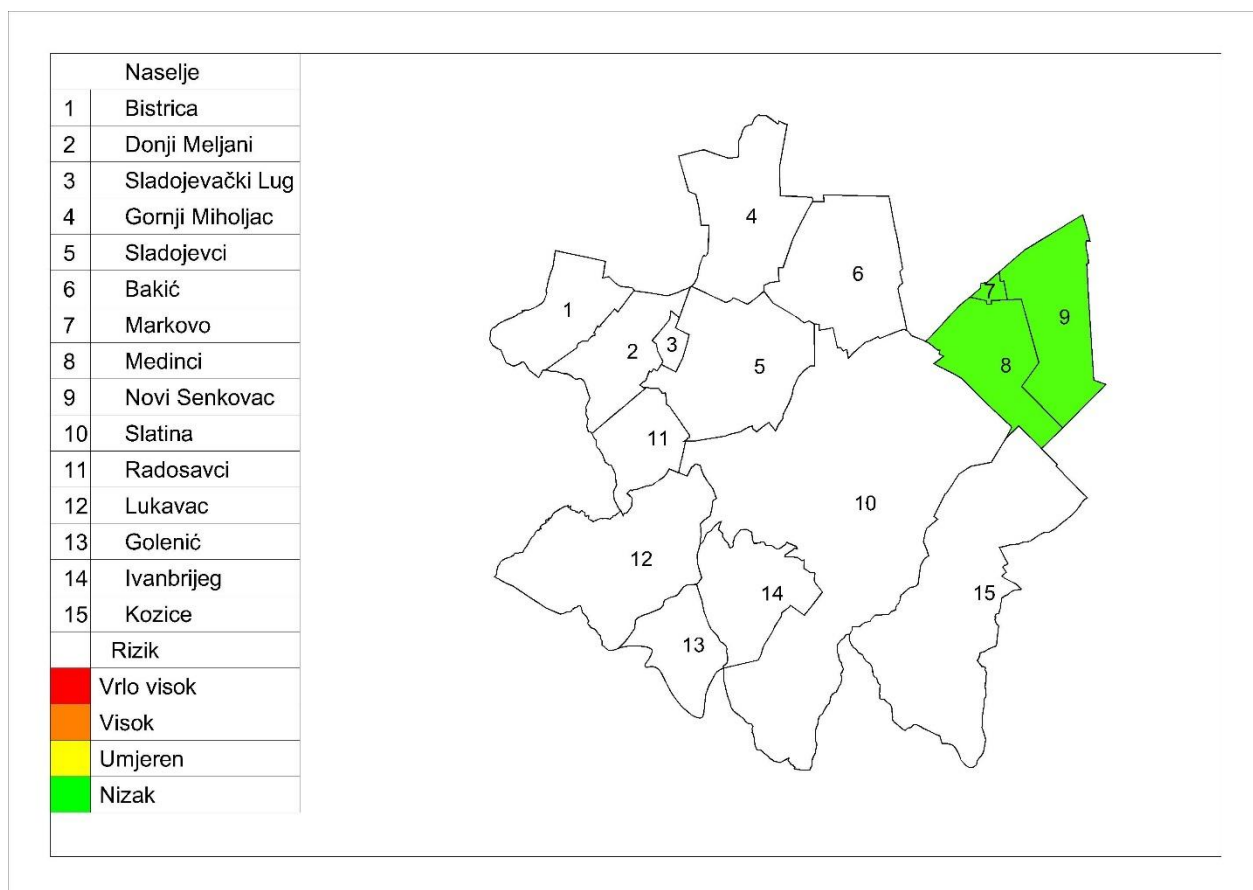 Naselje
1 Bistrica
2 Donji Meljani
3 Sladojevački Lug
4 Gornji Miholjac
5 Sladojevci
6 Bakić
7 Markovo
8 Medinci
9 Novi Senkovac
10 Slatina
11 Radosavci
12 Lukavac
13 Golenić
14 Ivanbrijeg
15 Kozice
Rizik
Vrlo visok
Visok
Umjeren
Nizak
4
6
7
1
9
2
3
5
8
11
10
12
14
15
13